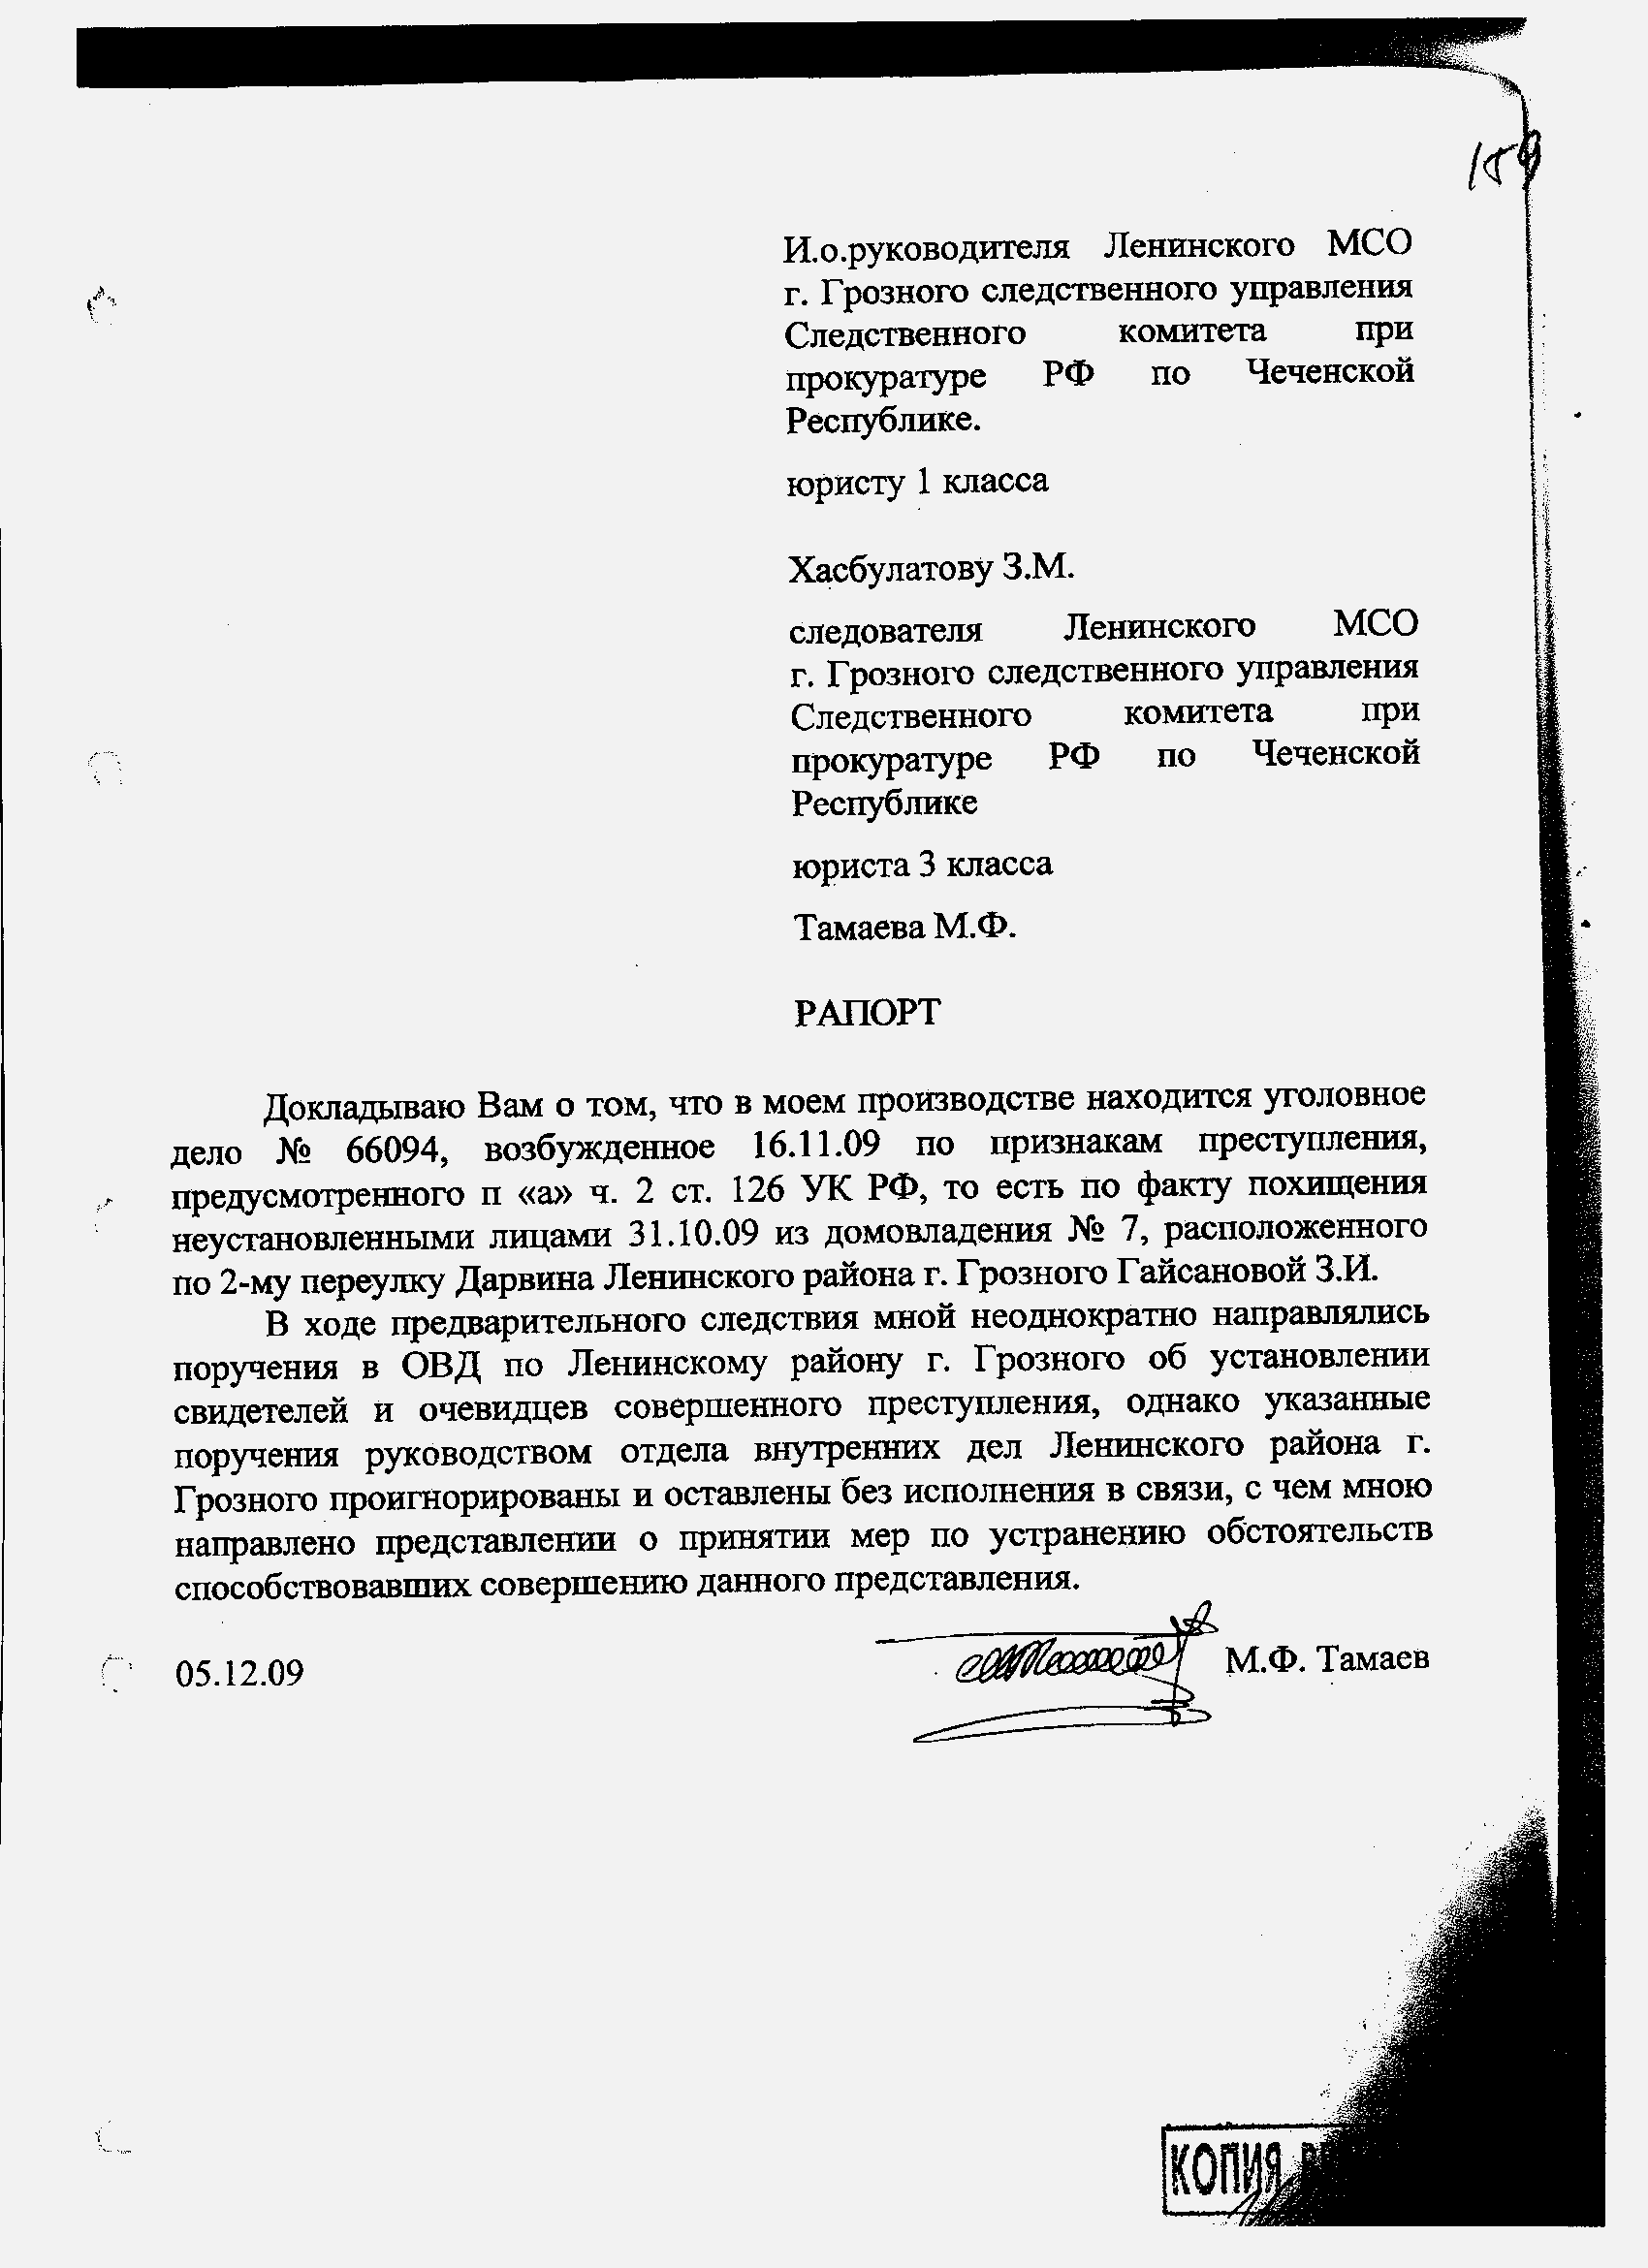 159
И.о.руководителя Ленинского МСО
г. Грозного следственного управления
Следственного комитета при
прокуратуре РФ по Чеченской
Республике.
юристу 1 класса
Хасбулатову З.М.
следователя Ленинского МСО
г. Грозного следственного управления
Следственного комитета при
прокуратуре РФ по Чеченской
Республике
юриста 3 класса
Тамаева М.Ф.
РАПОРТ
Докладываю Вам о том, что в моем производстве находится уголовное
дело № 66094, возбужденное 16.11.09 по признакам преступления,
предусмотренного п «а» ч. 2 ст. 126 УК РФ, то есть по факту похищения
неустановленными лицами 31.10.09 из домовладения № 7, расположенного
по 2-му переулку Дарвина Ленинского района г. Грозного Гайсановой З.И.
В ходе предварительного следствия мной неоднократно направлялись
поручения в ОВД по Ленинскому району г. Грозного об установлении
свидетелей и очевидцев совершенного преступления, однако указанные
поручения руководством отдела внутренних дел Ленинского района г.
Грозного проигнорированы и оставлены без исполнения в связи, с чем мною
направлено представлении о принятии мер по устранению обстоятельств
способствовавших совершению данного представления.
05.12.09 М.Ф. Тамаев
КОПИЯ